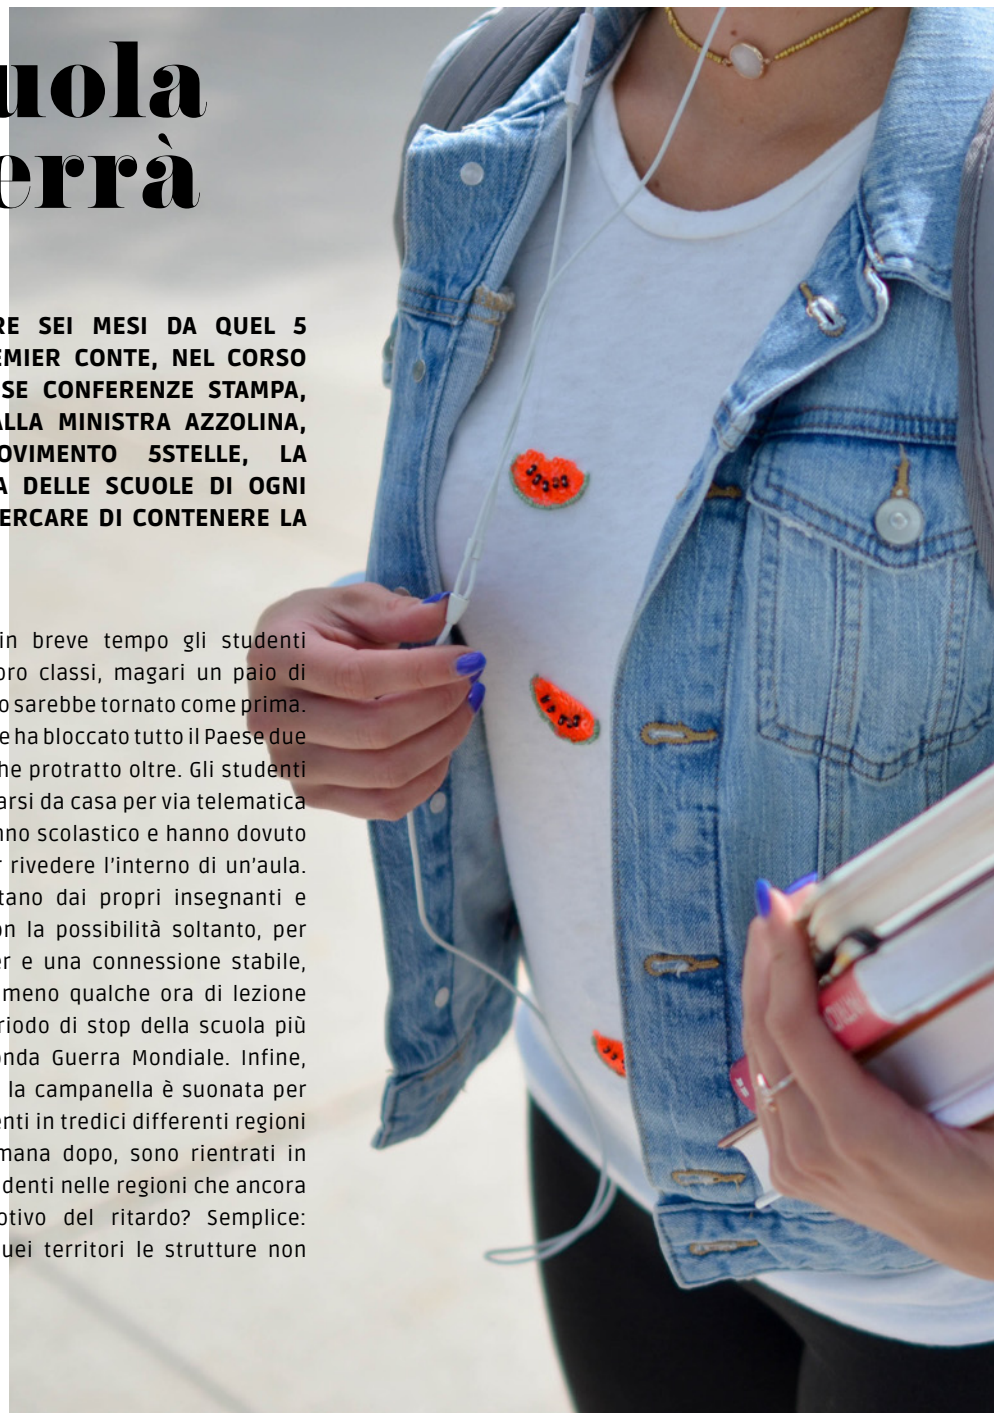 uola
errà
RE SEI MESI DA QUEL 5
EMIER CONTE, NEL CORSO
SE CONFERENZE STAMPA,
ALLA MINISTRA AZZOLINA,
OVIMENTO 5STELLE, LA
A DELLE SCUOLE DI OGNI
ERCARE DI CONTENERE LA
in breve tempo gli studenti
oro classi, magari un paio di
o sarebbe tornato come prima.
e ha bloccato tutto il Paese due
he protratto oltre. Gli studenti
arsi da casa per via telematica
nno scolastico e hanno dovuto
r rivedere l'interno di un'aula.
tano dai propri insegnanti e
on la possibilità soltanto, per
er e una connessione stabile,
meno qualche ora di lezione
riodo di stop della scuola più
onda Guerra Mondiale. Infine,
la campanella è suonata per
enti in tredici differenti regioni
mana dopo, sono rientrati in
denti nelle regioni che ancora
otivo del ritardo? Semplice:
uei territori le strutture non